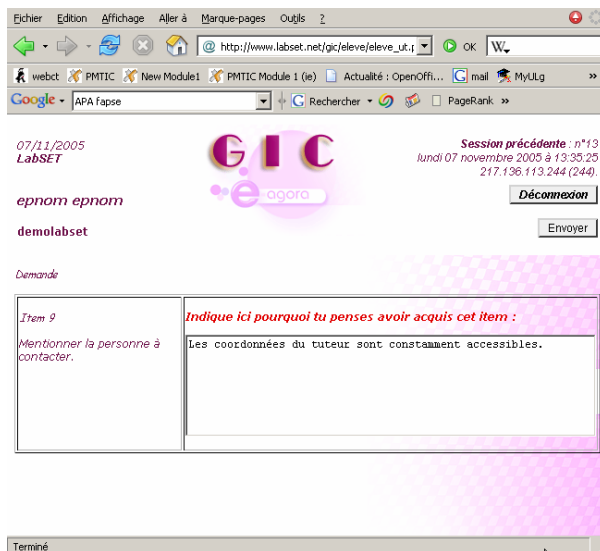 Fichier Edition Affichage Aller à Marque-pages Outils ?
@ http://www.labset.net/gic/eleve/eleve_ut. OK W.
webct PMTIC New Module1 PMTIC Module 1 (ie) Actualité : OpenOffi... G mail MyULg »
Google APA fapse G Rechercher PageRank »
07/11/2005
LabSET
GIC
e agora
Session précédente : n°13
lundi 07 novembre 2005 à 13:35:25
217.136.113.244 (244).
epnom epnom
Déconnexion
demolabset
Envoyer
Demande
Item 9
Mentionner la personne à
contacter.
Indique ici pourquoi tu penses avoir acquis cet item :
Les coordonnées du tuteur sont constamment accessibles.
Terminé